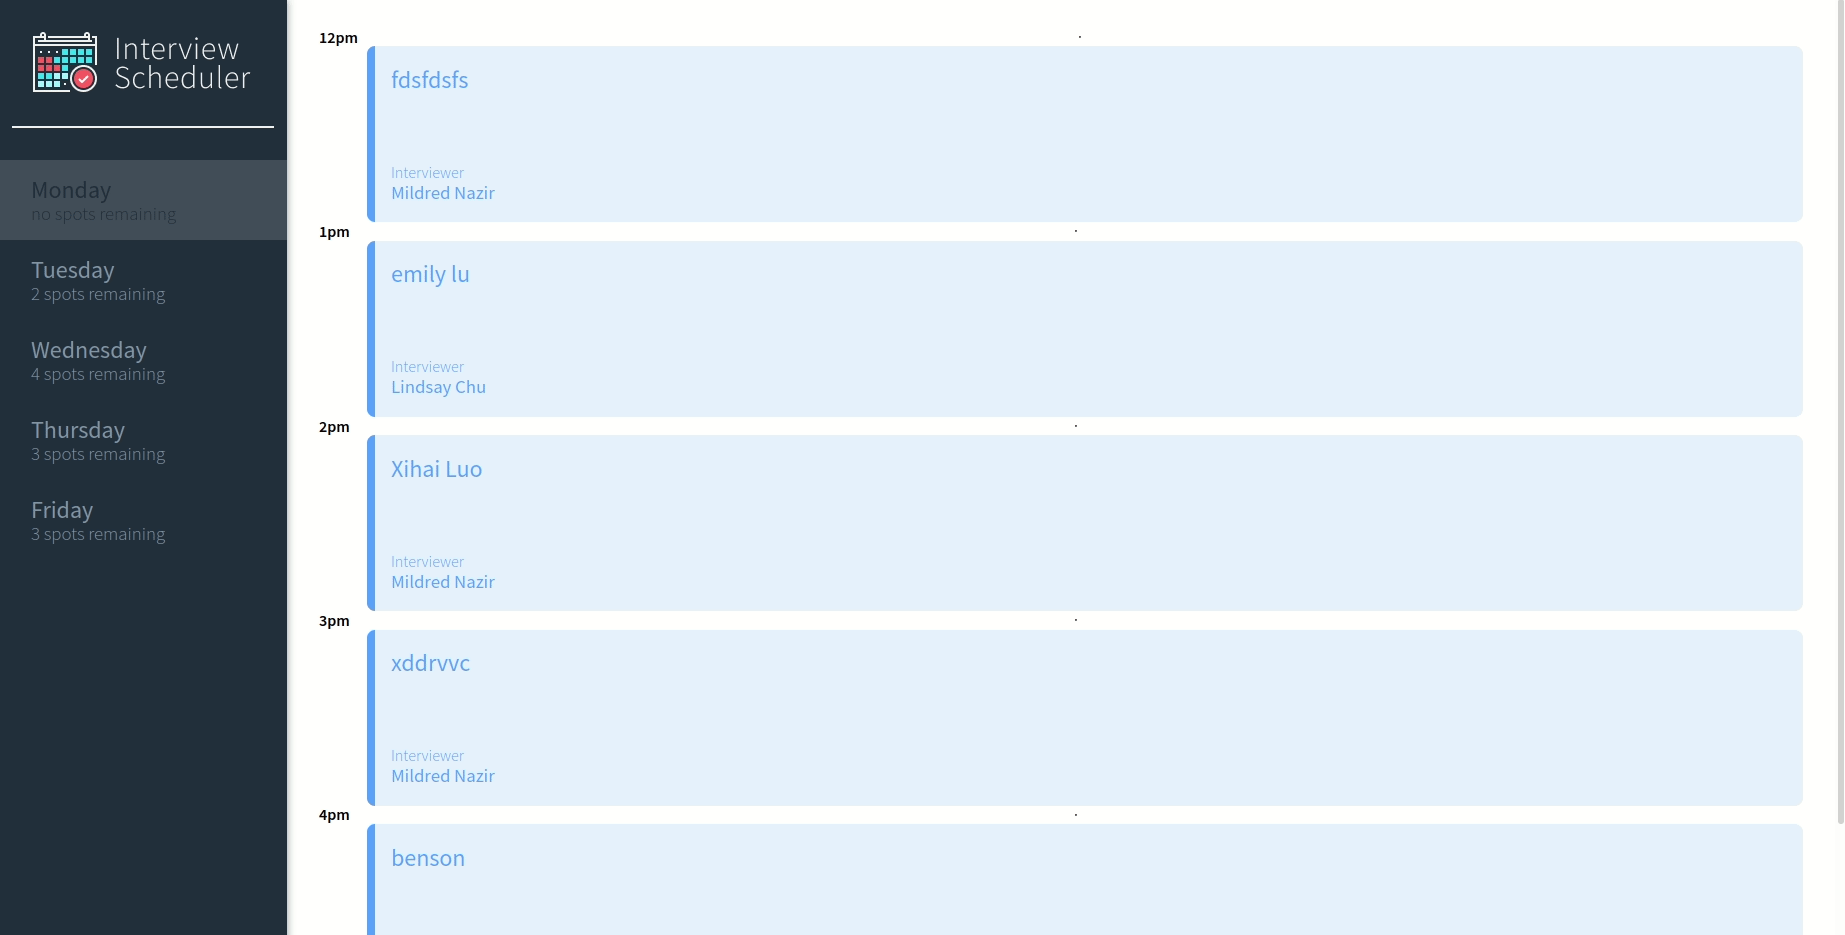 Interview
Scheduler
Monday
no spots remaining
Tuesday
2 spots remaining
Wednesday
4 spots remaining
Thursday
3 spots remaining
Friday
3 spots remaining
12pm
fdsfdsfs
Interviewer
Mildred Nazir
1pm
emily lu
Interviewer
Lindsay Chu
2pm
Xihai Luo
Interviewer
Mildred Nazir
3pm
xddrvvc
Interviewer
Mildred Nazir
4pm
benson